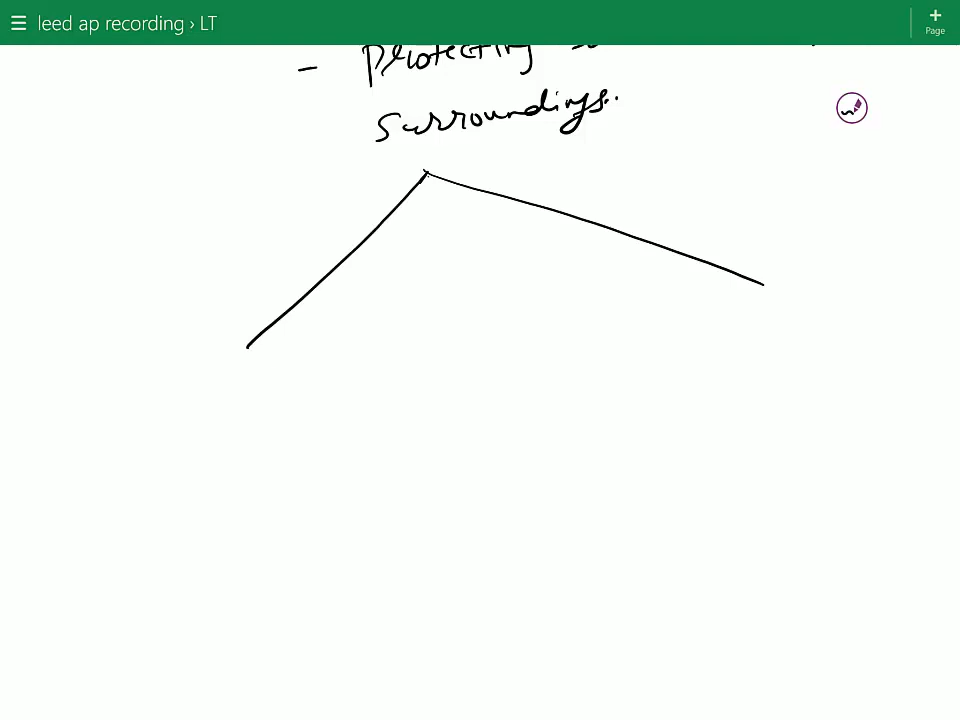 leed ap recording › LT
+
Page
- Protecting
surroundings.